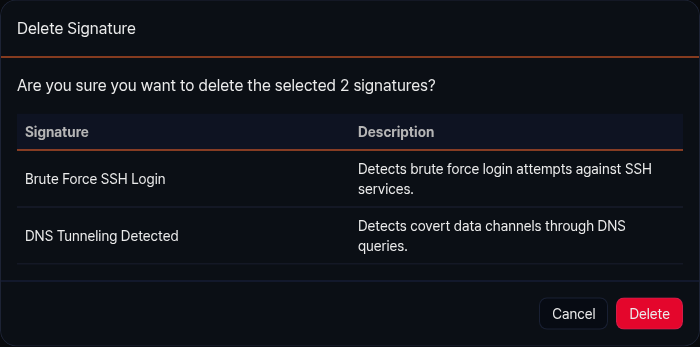 Delete Signature
Are you sure you want to delete the selected 2 signatures?
Signature Description
Brute Force SSH Login
Detects brute force login attempts against SSH
services.
DNS Tunneling Detected
Detects covert data channels through DNS
queries.
Cancel Delete